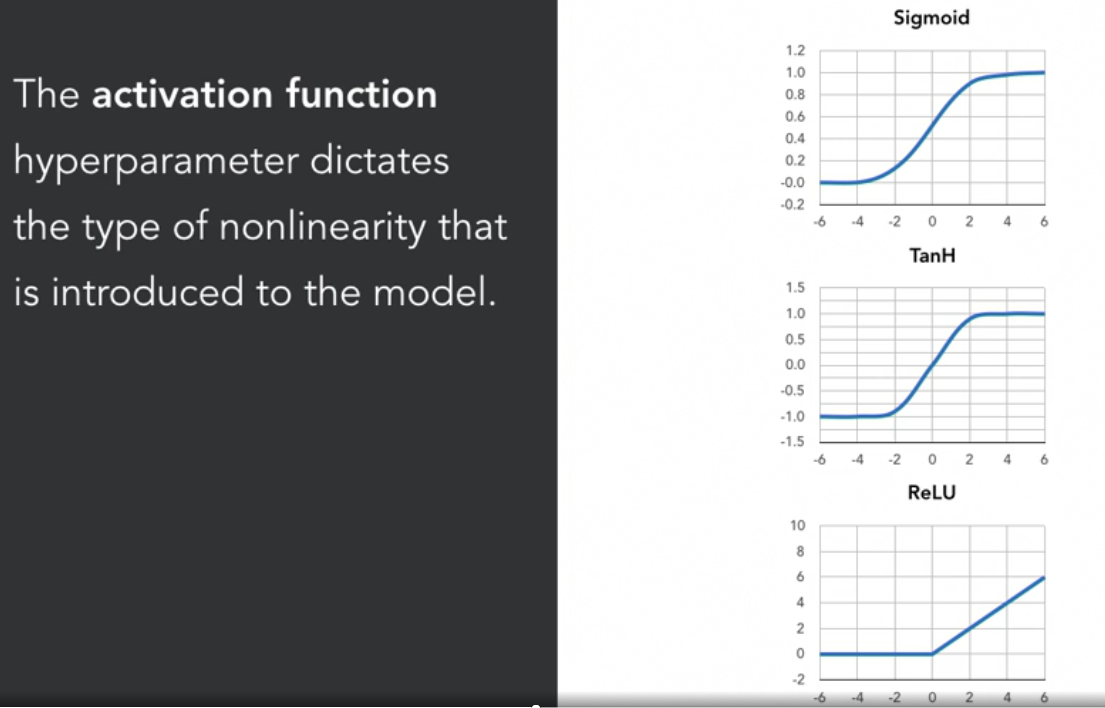 The activation function
hyperparameter dictates
the type of nonlinearity that
is introduced to the model.
Sigmoid
1.2
1.0
0.8
0.6
0.4
0.2
-0.0
-0.2
-6 -4 -2 0 2 4 6
TanH
1.5
1.0
0.5
0.0
-0.5
-1.0
-1.5
-6 -4 -2 0 2 4 6
ReLU
10
8
6
4
2
0
-2
-6 -4 -2 0 2 4 6